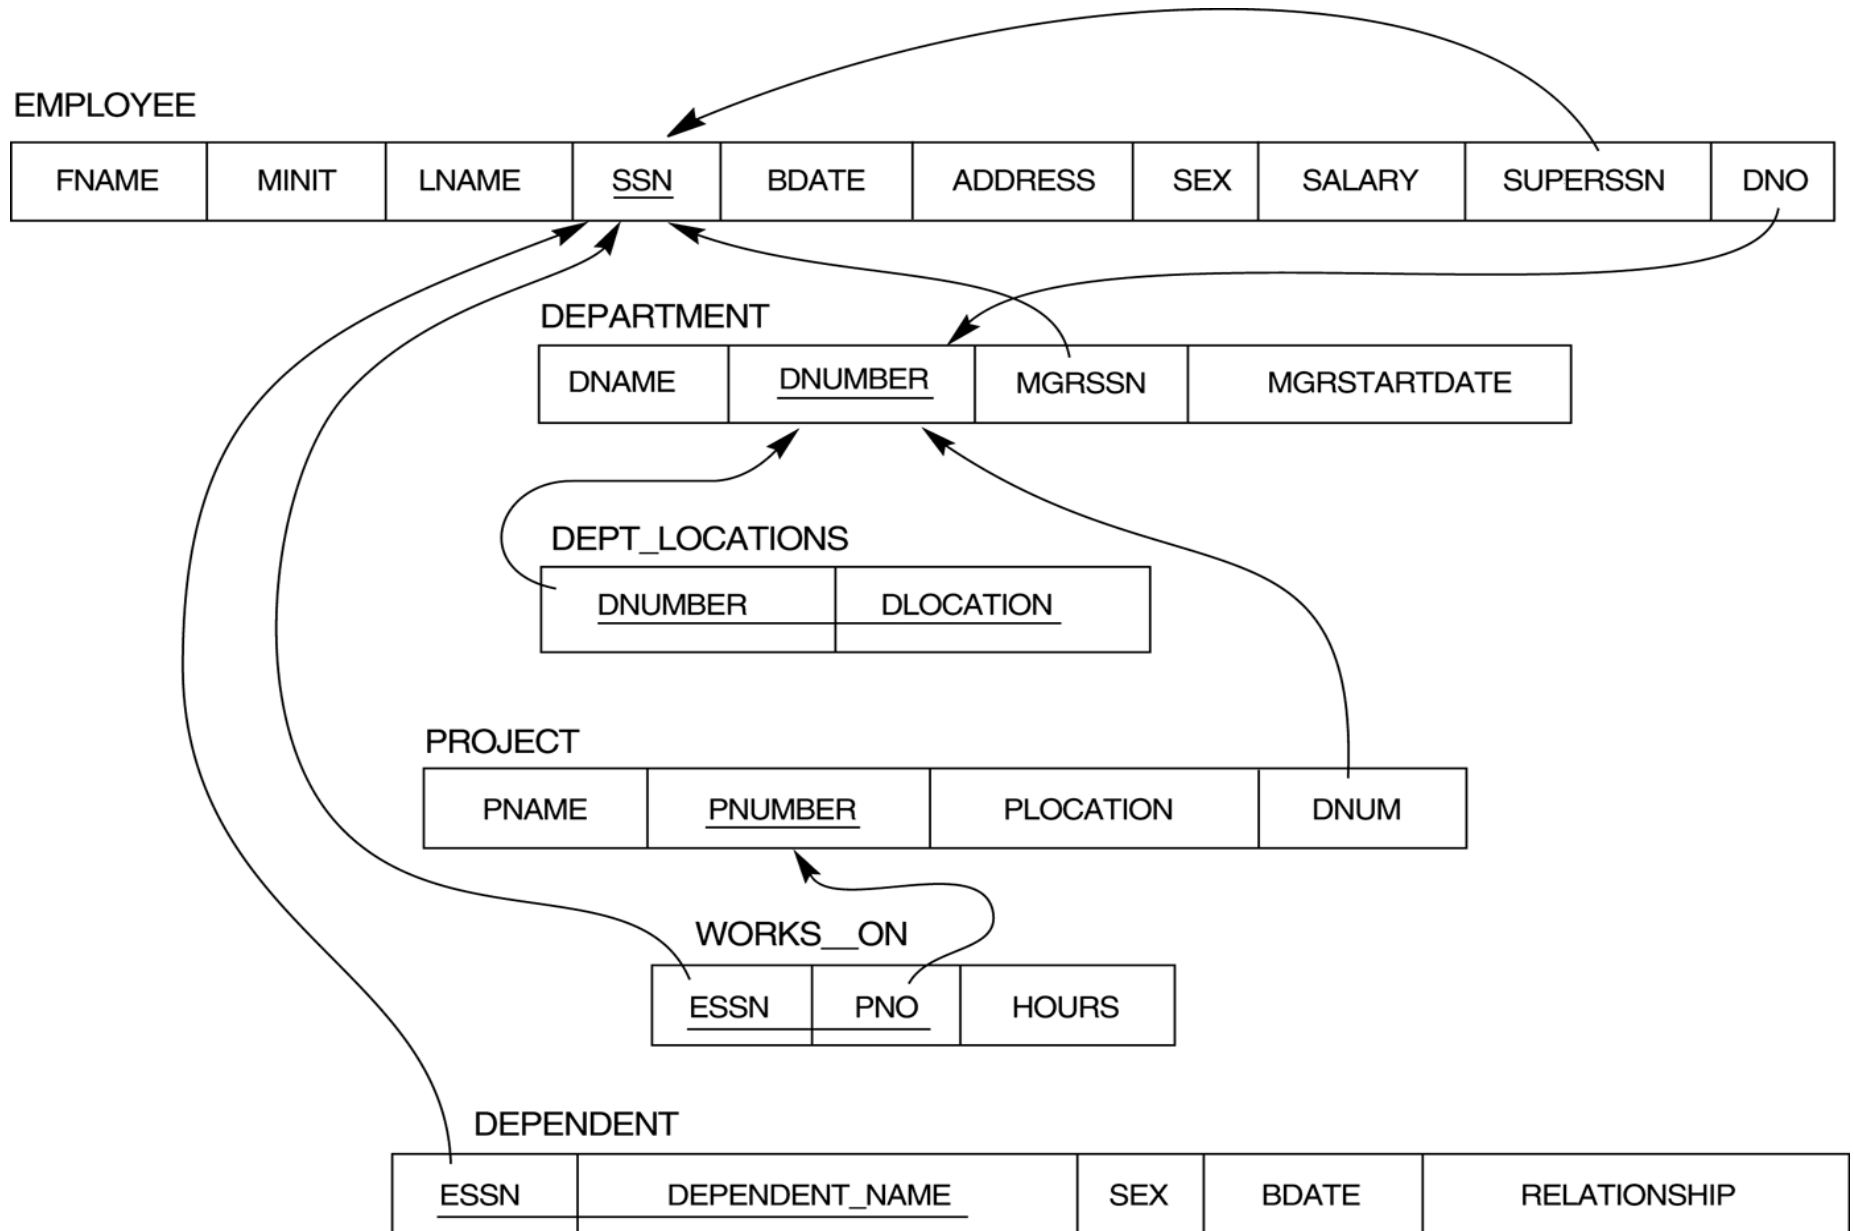 EMPLOYEE
FNAME MINIT LNAME SSN BDATE ADDRESS SEX SALARY SUPERSSN DNO
DEPARTMENT
DNAME DNUMBER MGRSSN MGRSTARTDATE
DEPT_LOCATIONS
DNUMBER DLOCATION
PROJECT
PNAME PNUMBER PLOCATION DNUM
WORKS__ON
ESSN PNO HOURS
DEPENDENT
ESSN DEPENDENT_NAME SEX BDATE RELATIONSHIP